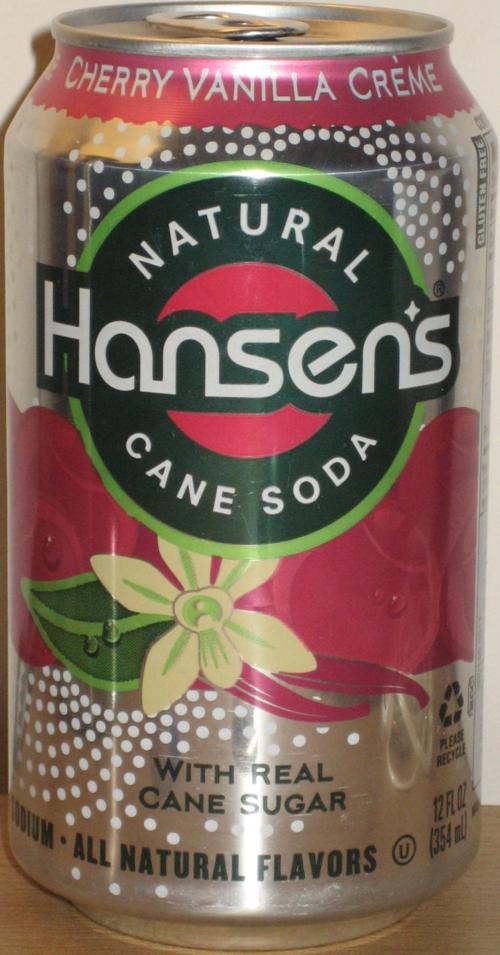 CHERRY VANILLA CRÈME
GLUTEN FREE
NATURAL
Hansen's®
CANE SODA
PLEASE
RECYCLE
WITH REAL
CANE SUGAR
12 FL OZ
(354 mL)
ODIUM • ALL NATURAL FLAVORS U